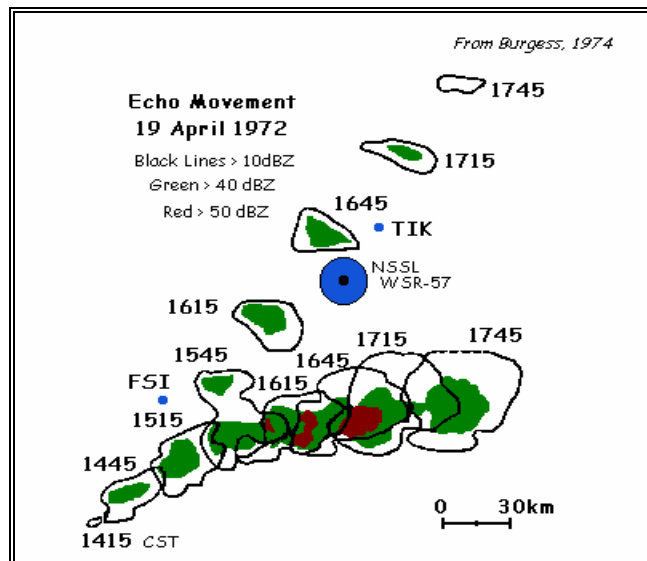 From Burgess, 1974
1745
Echo Movement
19 April 1972
Black Lines > 10dBZ
Green > 40 dBZ
Red > 50 dBZ
1715
1645
TIK
NSSL
WSR-57
1615
1715
1745
1545
1645
FSI
1615
1515
1445
0 30km
1415 CST